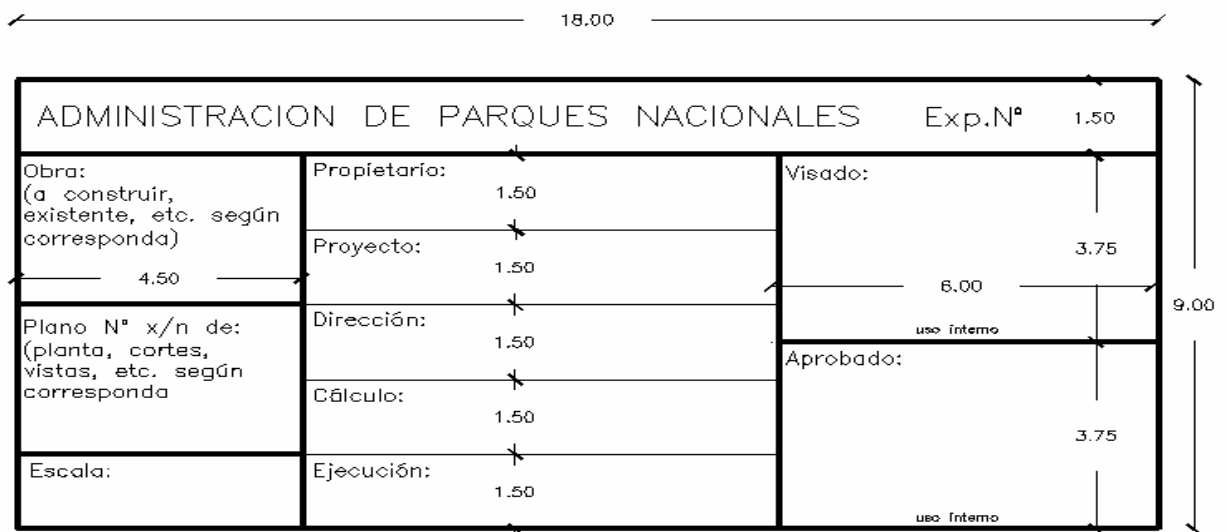 18.00
ADMINISTRACION DE PARQUES NACIONALES Exp.Nº 1.50
Obra:
(a construir,
existente, etc. según
corresponda)
4.50
Plano Nº x/n de:
(planta, cortes,
vistas, etc. según
corresponda
Escala:
Propietario:
1.50
Proyecto:
1.50
Dirección:
1.50
Cálculo:
1.50
Ejecución:
1.50
Visado:
3.75
6.00
uso interno
Aprobado:
3.75
uso interno
9.00